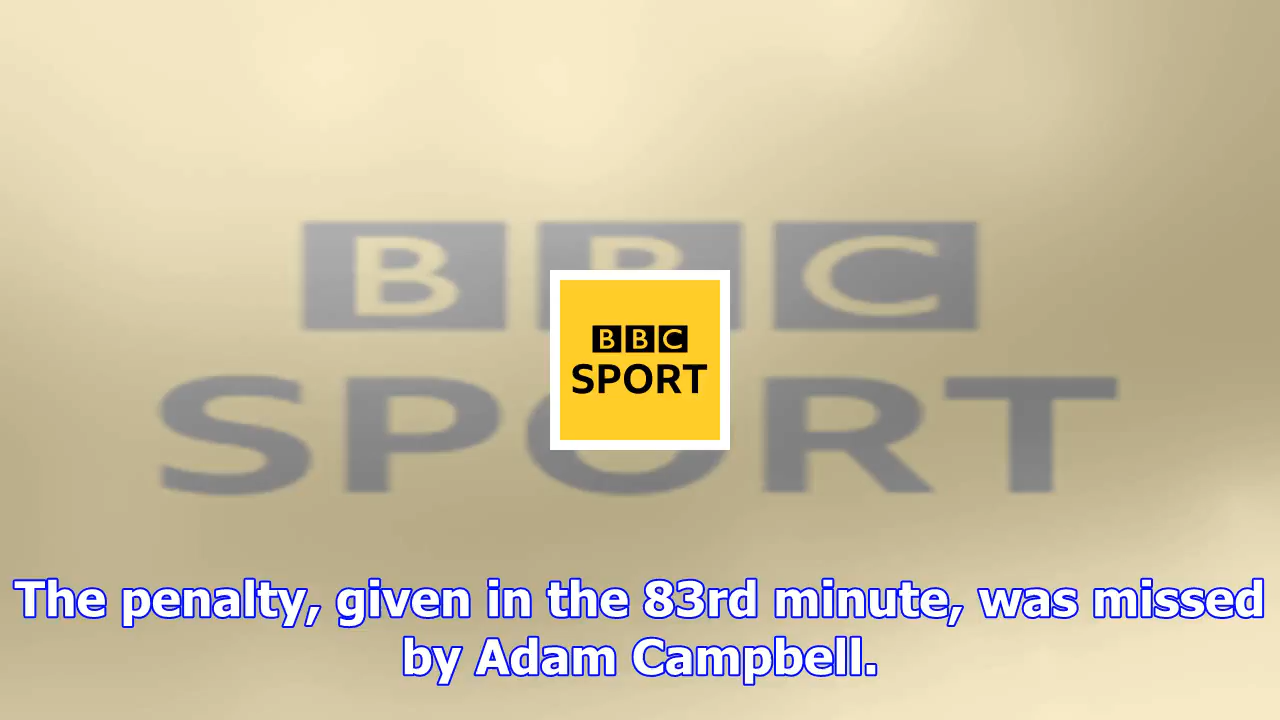 BBC
SPORT
BBC
SPORT
The penalty, given in the 83rd minute, was missed
by Adam Campbell.